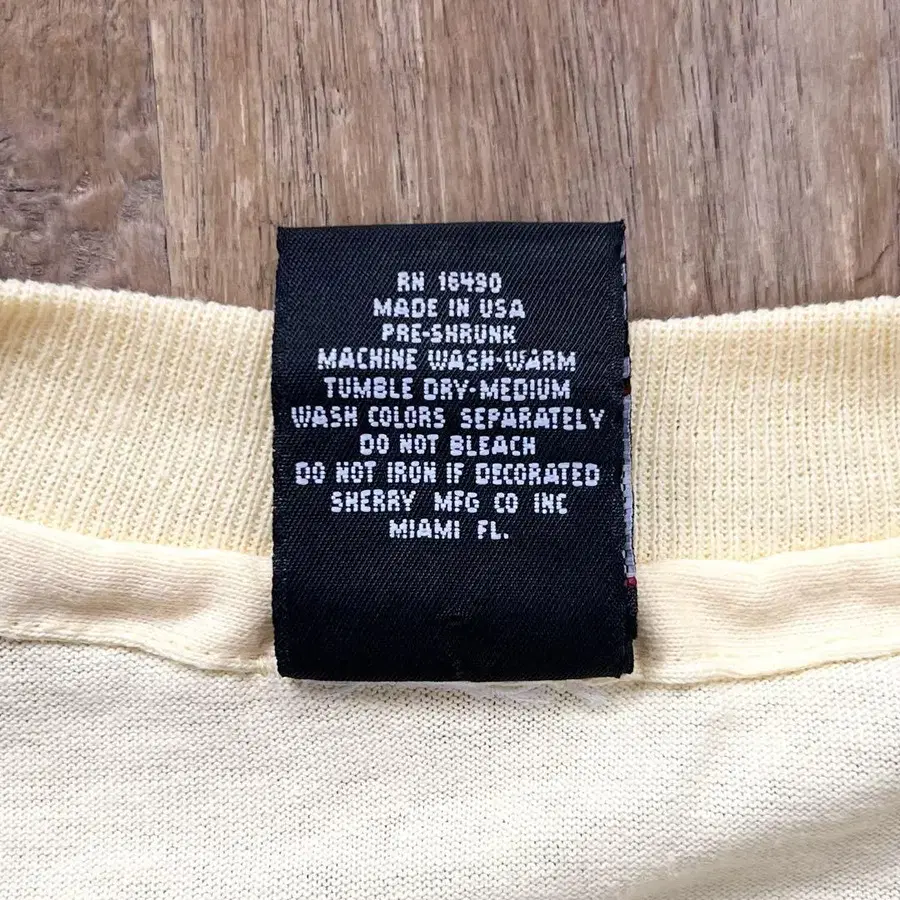 RN 16490
MADE IN USA
PRE-SHRUNK
MACHINE WASH-WARM
TUMBLE DRY-MEDIUM
WASH COLORS SEPARATELY
DO NOT BLEACH
DO NOT IRON IF DECORATED
SHERRY MFG CO INC
MIAMI FL.